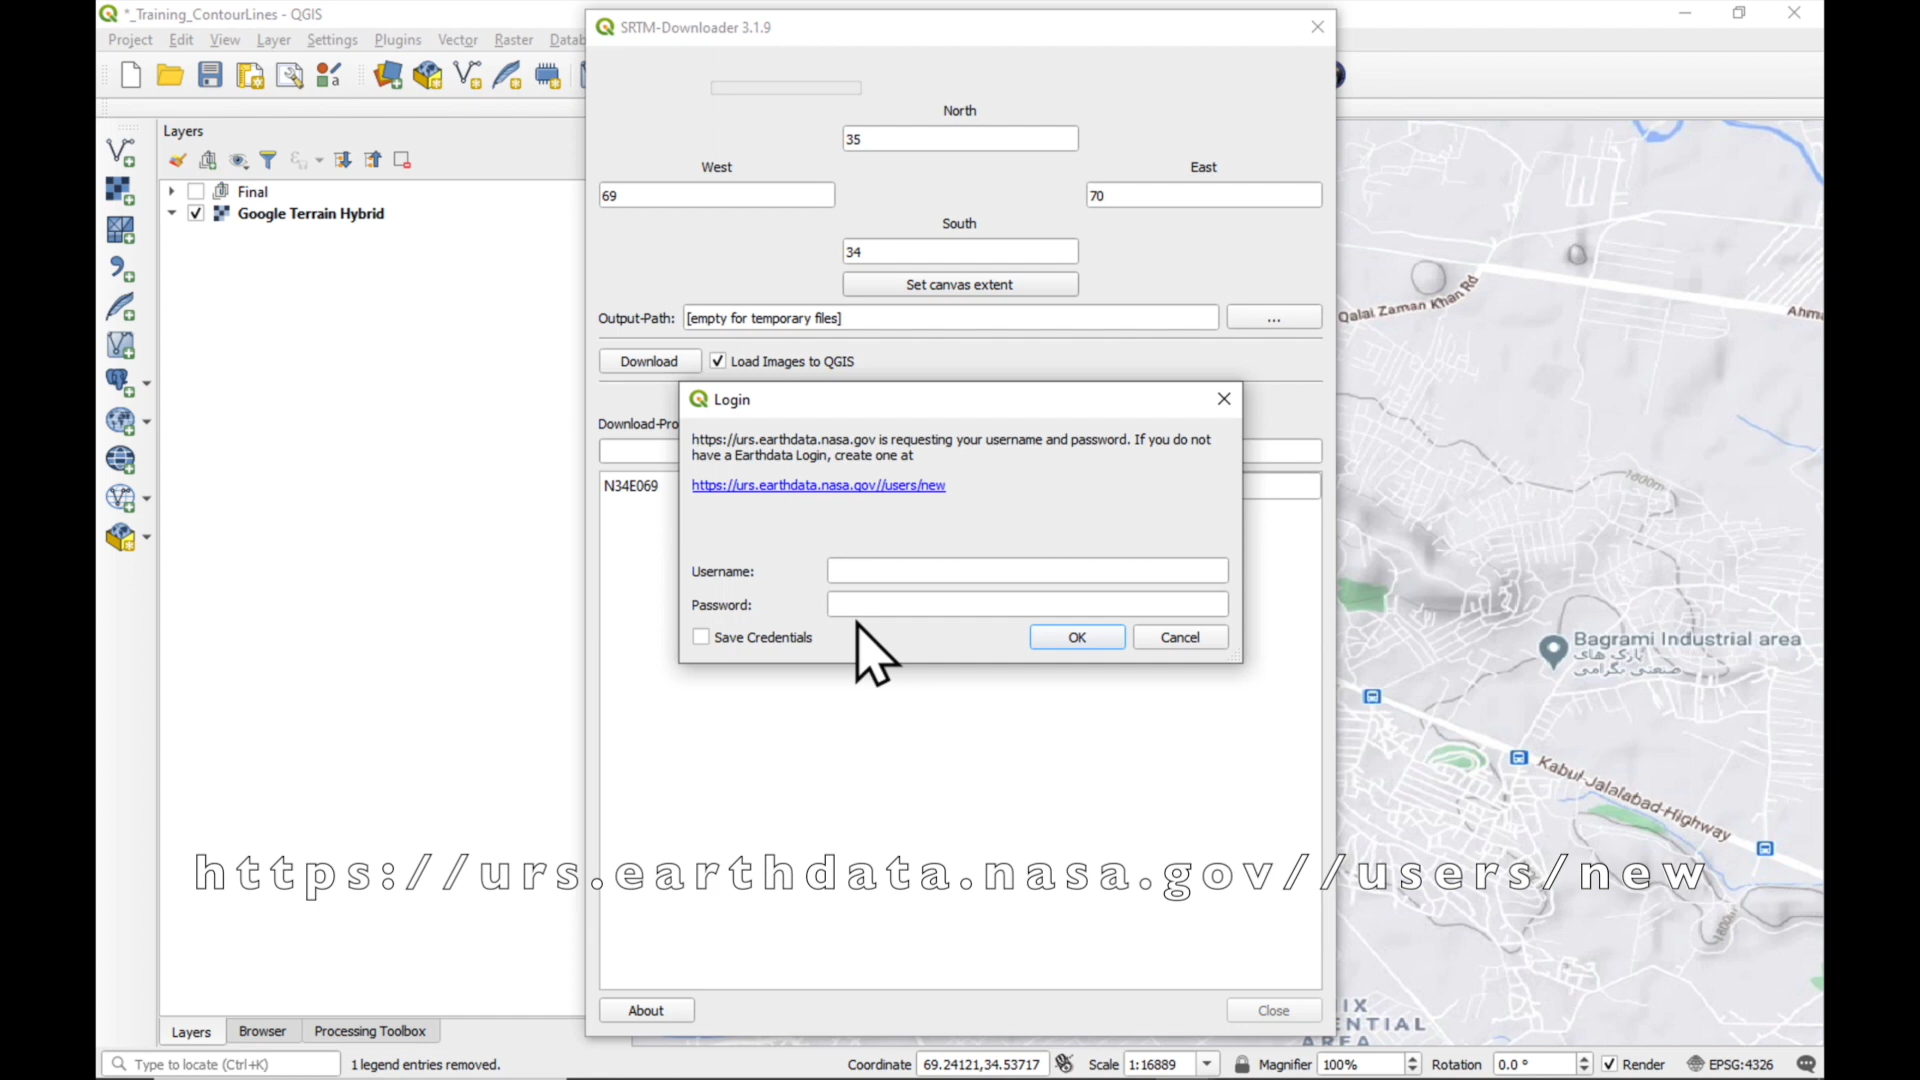 *_Training_ContourLines - QGIS
Project Edit View Layer Settings Plugins Vector Raster
Layers
Final
Google Terrain Hybrid
SRTM-Downloader 3.1.9
North
35
West
East
69
70
South
34
Set canvas extent
Output-Path: [empty for temporary files] ...
Download Load Images to QGIS
N34E069
Login
https://urs.earthdata.nasa.gov is requesting your username and password. If you do not
have a Earthdata Login, create one at
https://urs.earthdata.nasa.gov//users/new
Username:
Password:
Save Credentials OK Cancel
https://urs.earthdata.nasa.gov//users/new
About Close
Qalai Zaman Khan Rd
1800m
Bagrami Industrial area
پارک های
صنعتی بگرامی
Kabul-Jalalabad Highway
1800
Layers Browser Processing Toolbox
Type to locate (Ctrl+K) 1 legend entries removed. Coordinate 69.24121,34.53717 Scale 1:16889 Magnifier 100% Rotation 0.0 ° Render EPSG:4326